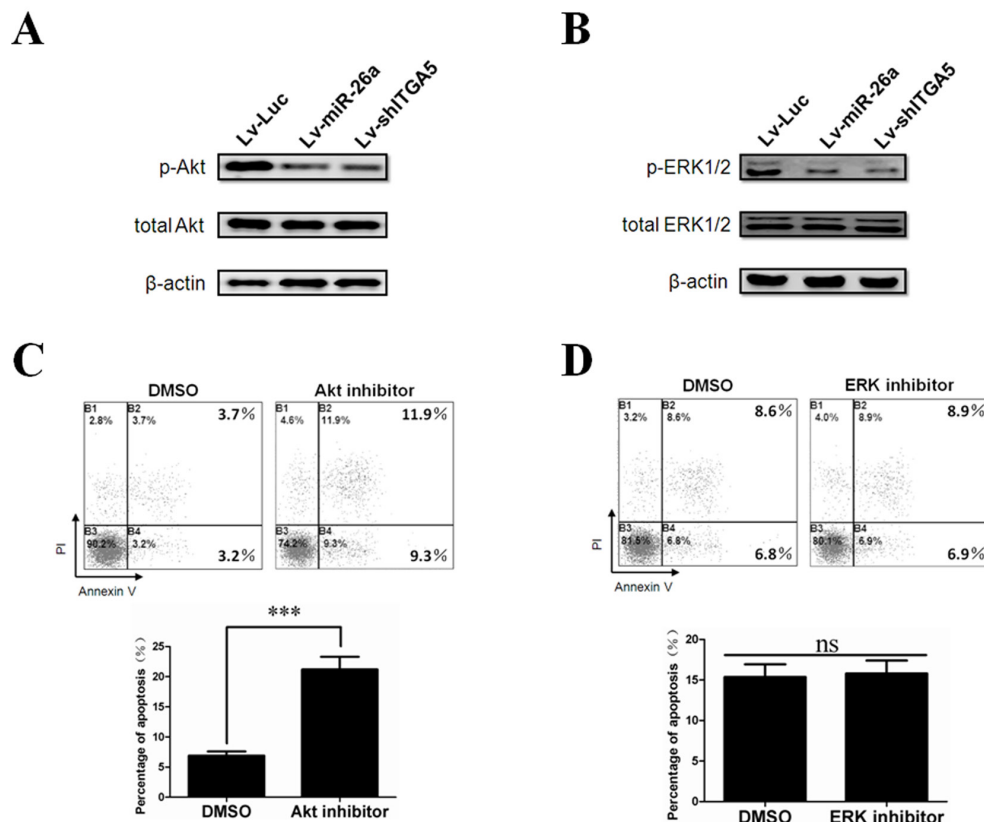 A
Lv-Luc
Lv-miR-26a
Lv-shITGA5
p-Akt
total Akt
β-actin
B
Lv-Luc
Lv-miR-26a
Lv-shITGA5
p-ERK1/2
total ERK1/2
β-actin
C
DMSO
B1
2.8%
B2
3.7%
3.7%
B3
90.2%
B4
3.2%
3.2%
Akt inhibitor
B1
4.6%
B2
11.9%
11.9%
B3
74.2%
B4
9.3%
9.3%
PI
Annexin V
***
Percentage of apoptosis (%)
25
20
15
10
5
0
DMSO
Akt inhibitor
D
DMSO
B1
3.2%
B2
8.6%
8.6%
B3
81.5%
B4
6.8%
6.8%
ERK inhibitor
B1
4.0%
B2
8.9%
8.9%
B3
80.1%
B4
6.9%
6.9%
PI
Annexin V
ns
Percentage of apoptosis (%)
20
15
10
5
0
DMSO
ERK inhibitor